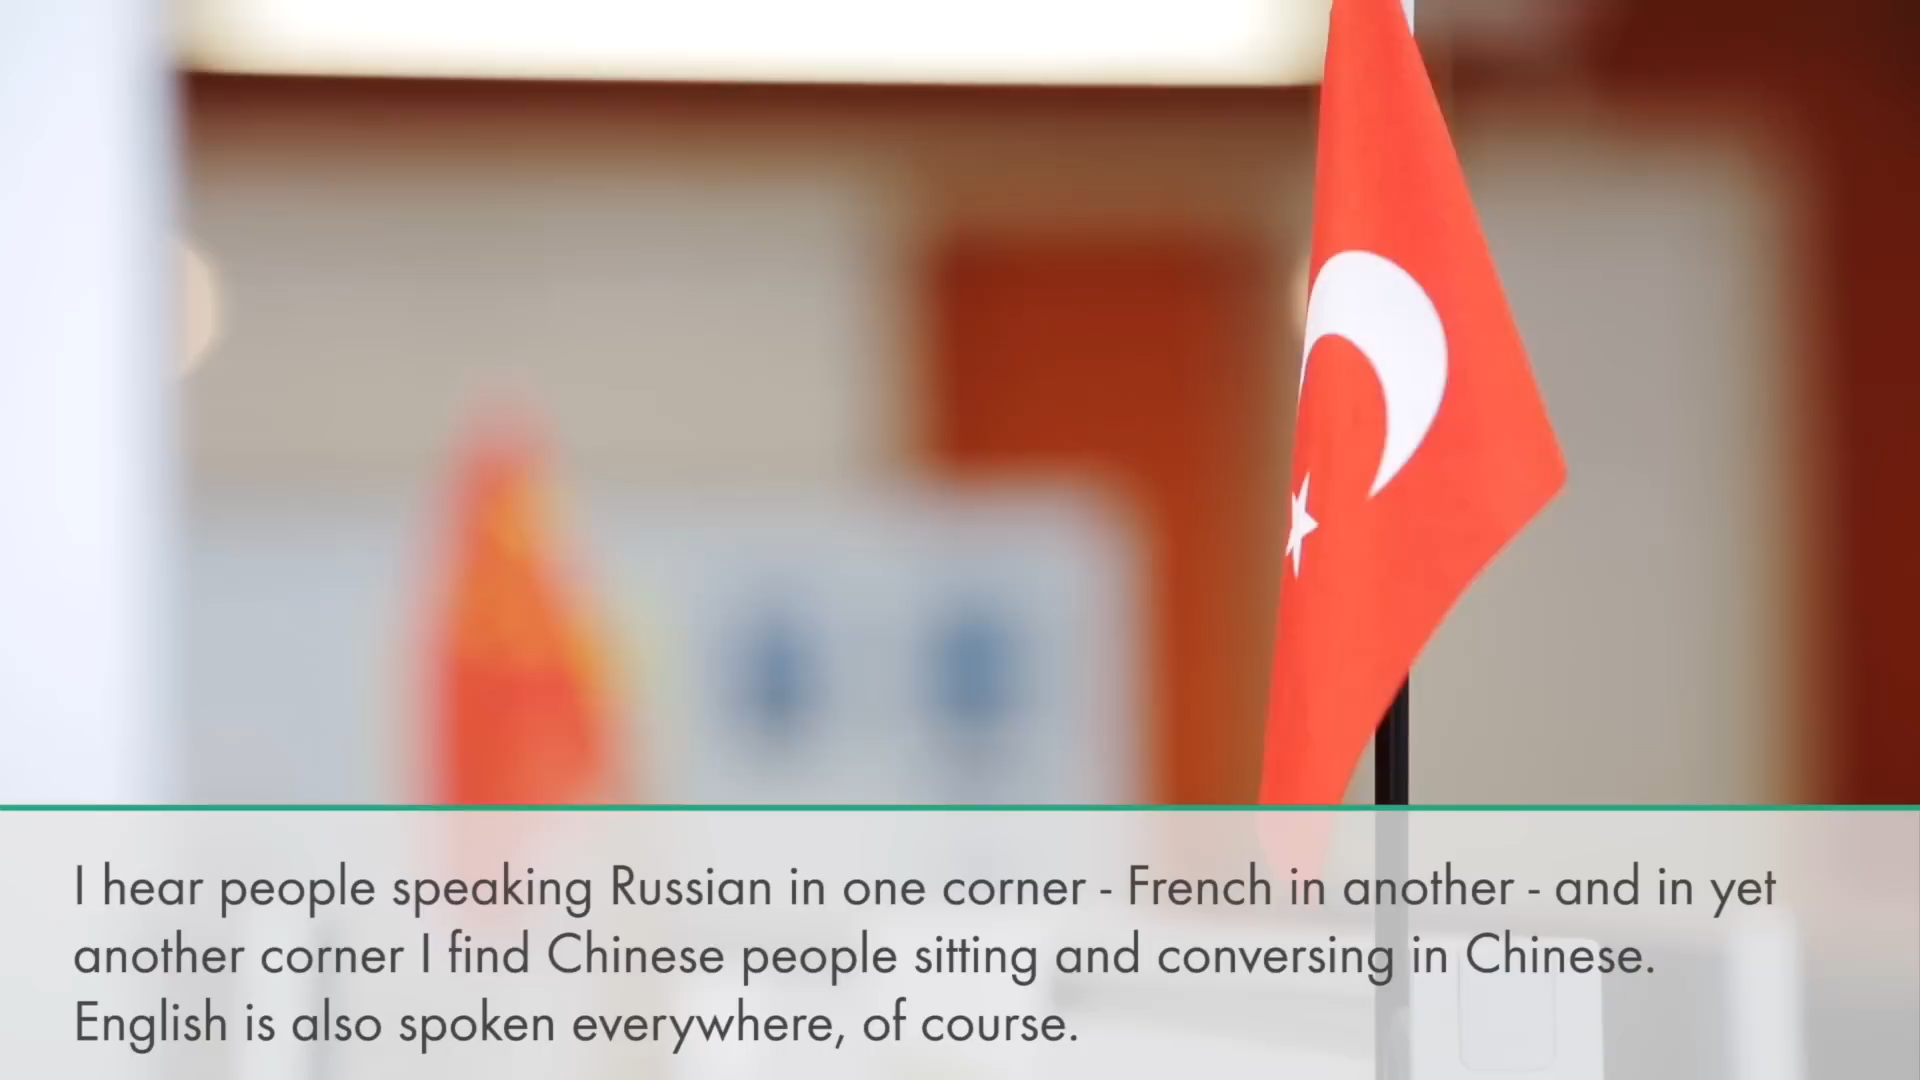 I hear people speaking Russian in one corner - French in another - and in yet
another corner I find Chinese people sitting and conversing in Chinese.
English is also spoken everywhere, of course.